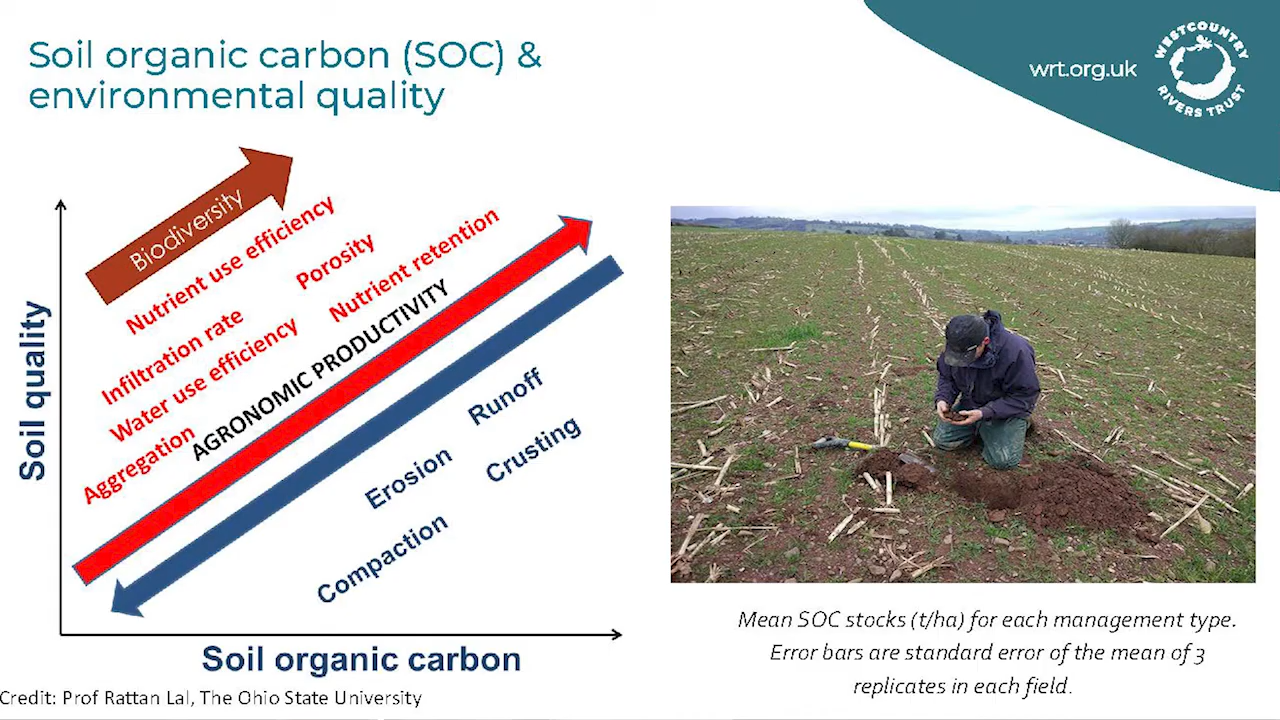 Soil organic carbon (SOC) &
environmental quality
wrt.org.uk
WESTCOUNTRY
RIVERS TRUST
Biodiversity
Nutrient use efficiency
Porosity
Nutrient retention
Infiltration rate
Water use efficiency
Aggregation
AGRONOMIC PRODUCTIVITY
Runoff
Crusting
Erosion
Compaction
Soil quality
Soil organic carbon
Credit: Prof Rattan Lal, The Ohio State University
Mean SOC stocks (t/ha) for each management type.
Error bars are standard error of the mean of 3
replicates in each field.